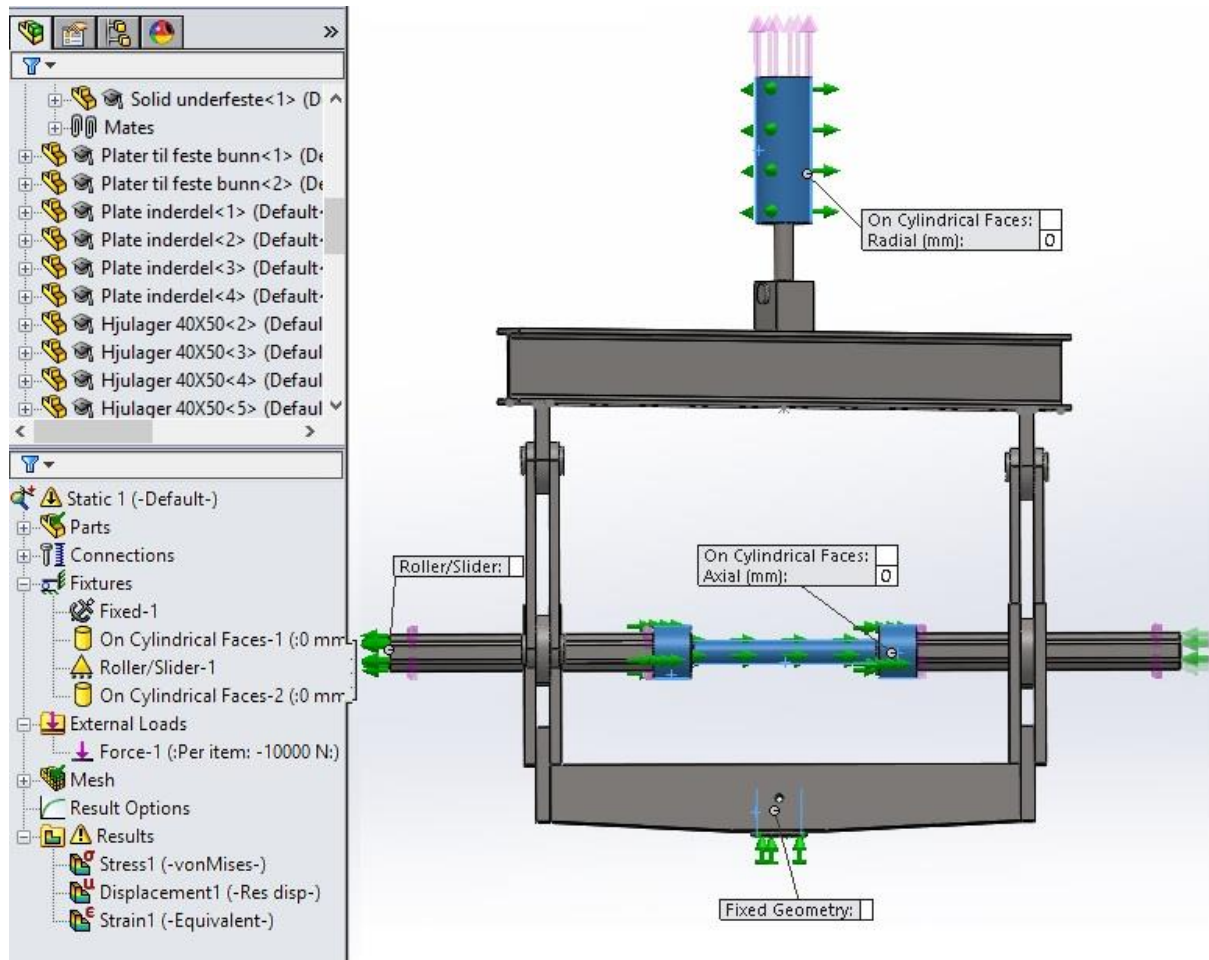 Solid underfeste<1> (D
Mates
Plater til feste bunn<1> (De
Plater til feste bunn<2> (De
Plate inderdel<1> (Default
Plate inderdel<2> (Default
Plate inderdel<3> (Default
Plate inderdel<4> (Default
Hjulager 40X50<2> (Defaul
Hjulager 40X50<3> (Defaul
Hjulager 40X50<4> (Defaul
Hjulager 40X50<5> (Defaul
Static 1 (-Default-)
Parts
Connections
Fixtures
Fixed-1
On Cylindrical Faces-1 (:0 mm
Roller/Slider-1
On Cylindrical Faces-2 (:0 mm
External Loads
Force-1 (:Per item: -10000 N:)
Mesh
Result Options
Results
Stress1 (-vonMises-)
Displacement1 (-Res disp-)
Strain1 (-Equivalent-)
On Cylindrical Faces:
Radial (mm): 0
Roller/Slider:
On Cylindrical Faces:
Axial (mm): 0
Fixed Geometry: